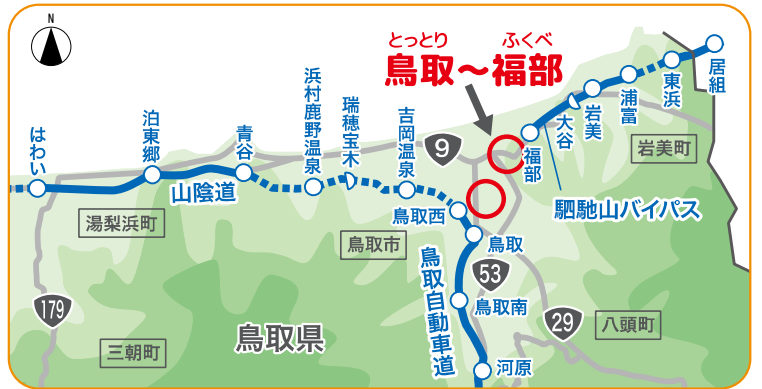 N
とっとり ふくべ
鳥取～福部
居組
東浜
浦富
岩美
大谷
福部
岩美町
駟馳山バイパス
9
吉岡温泉
瑞穂宝木
浜村鹿野温泉
青谷
泊東郷
はわい
山陰道
湯梨浜町
鳥取市
鳥取西
鳥取
53
鳥取自動車道
鳥取南
29
八頭町
179
三朝町
鳥取県
河原